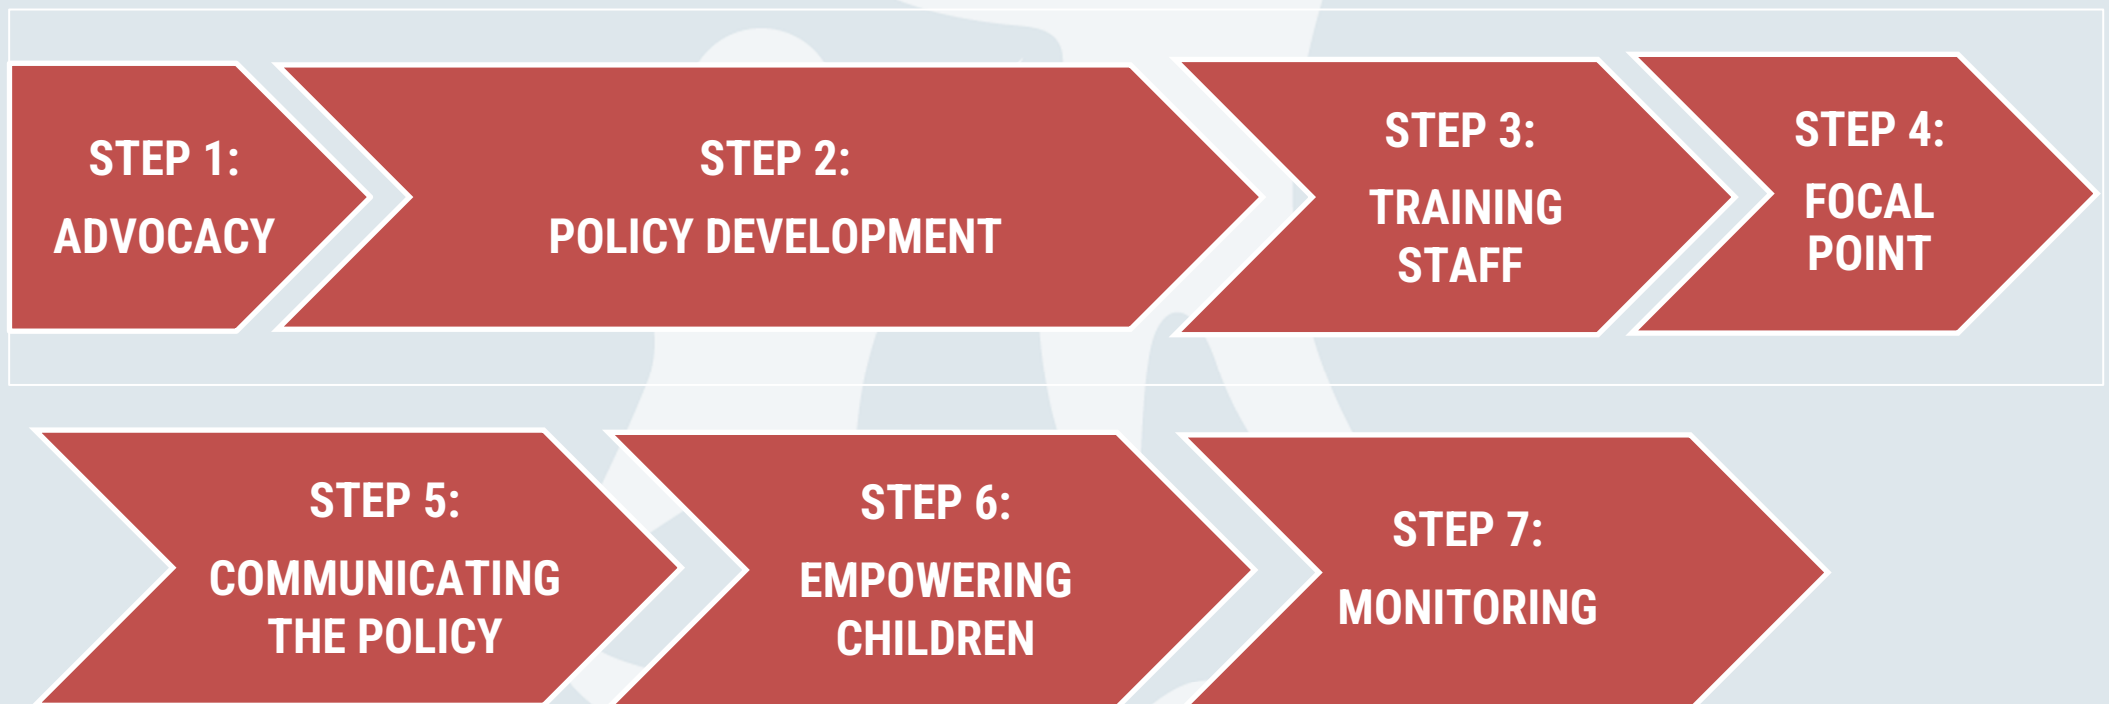 STEP 1:
ADVOCACY
STEP 2:
POLICY DEVELOPMENT
STEP 3:
TRAINING
STAFF
STEP 4:
FOCAL
POINT
STEP 5:
COMMUNICATING
THE POLICY
STEP 6:
EMPOWERING
CHILDREN
STEP 7:
MONITORING